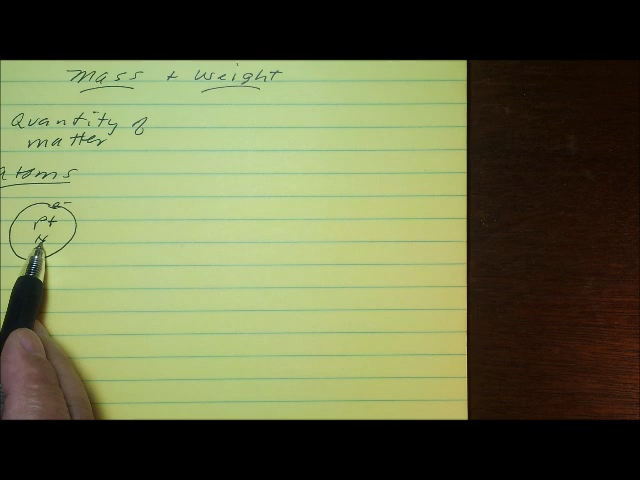 Mass + Weight
Quantity of
matter
atoms
e-
P+
N